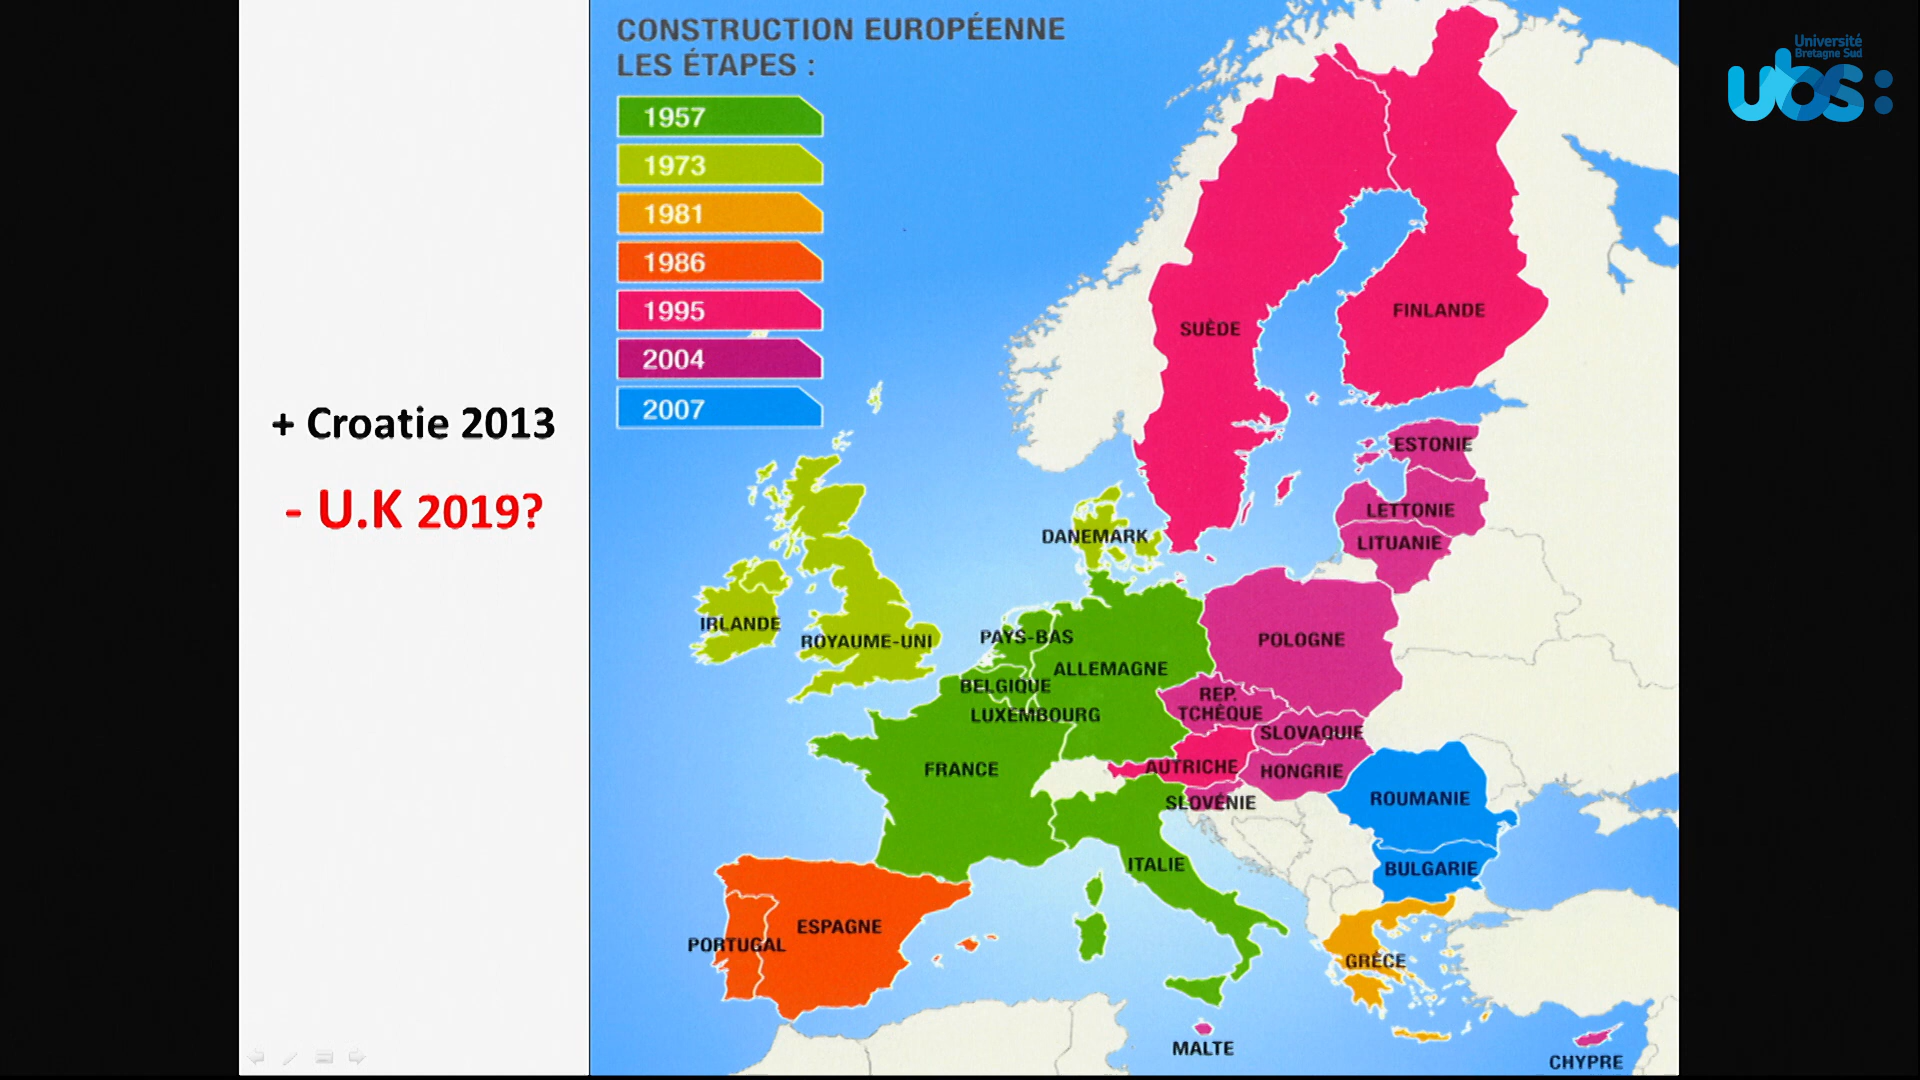 CONSTRUCTION EUROPÉENNE
LES ÉTAPES :
1957
1973
1981
1986
1995
2004
2007
+ Croatie 2013
- U.K 2019?
Université
Bretagne Sud
ubs:
SUÈDE
FINLANDE
ESTONIE
LETTONIE
LITUANIE
DANEMARK
IRLANDE
ROYAUME-UNI
PAYS-BAS
POLOGNE
ALLEMAGNE
BELGIQUE
REP.
TCHÈQUE
LUXEMBOURG
SLOVAQUIE
FRANCE
AUTRICHE
HONGRIE
SLOVÉNIE
ROUMANIE
ITALIE
BULGARIE
ESPAGNE
PORTUGAL
GRÈCE
MALTE
CHYPRE